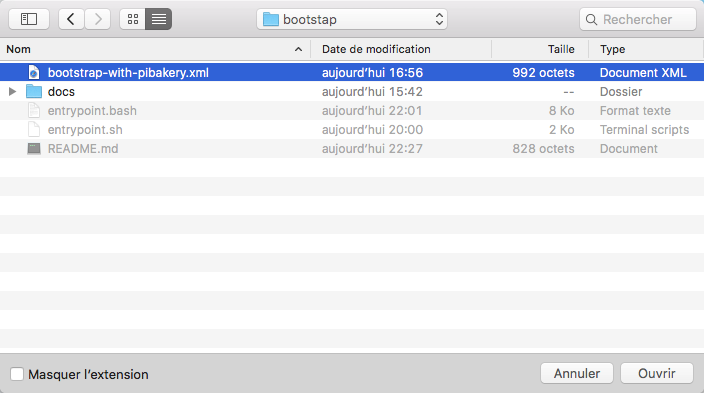 bootstap
Rechercher
Nom Date de modification Taille Type
bootstrap-with-pibakery.xml aujourd'hui 16:56 992 octets Document XML
docs aujourd'hui 15:42 -- Dossier
entrypoint.bash aujourd'hui 22:01 8 Ko Format texte
entrypoint.sh aujourd'hui 20:00 2 Ko Terminal scripts
README.md aujourd'hui 22:27 828 octets Document
Masquer l'extension
Annuler
Ouvrir